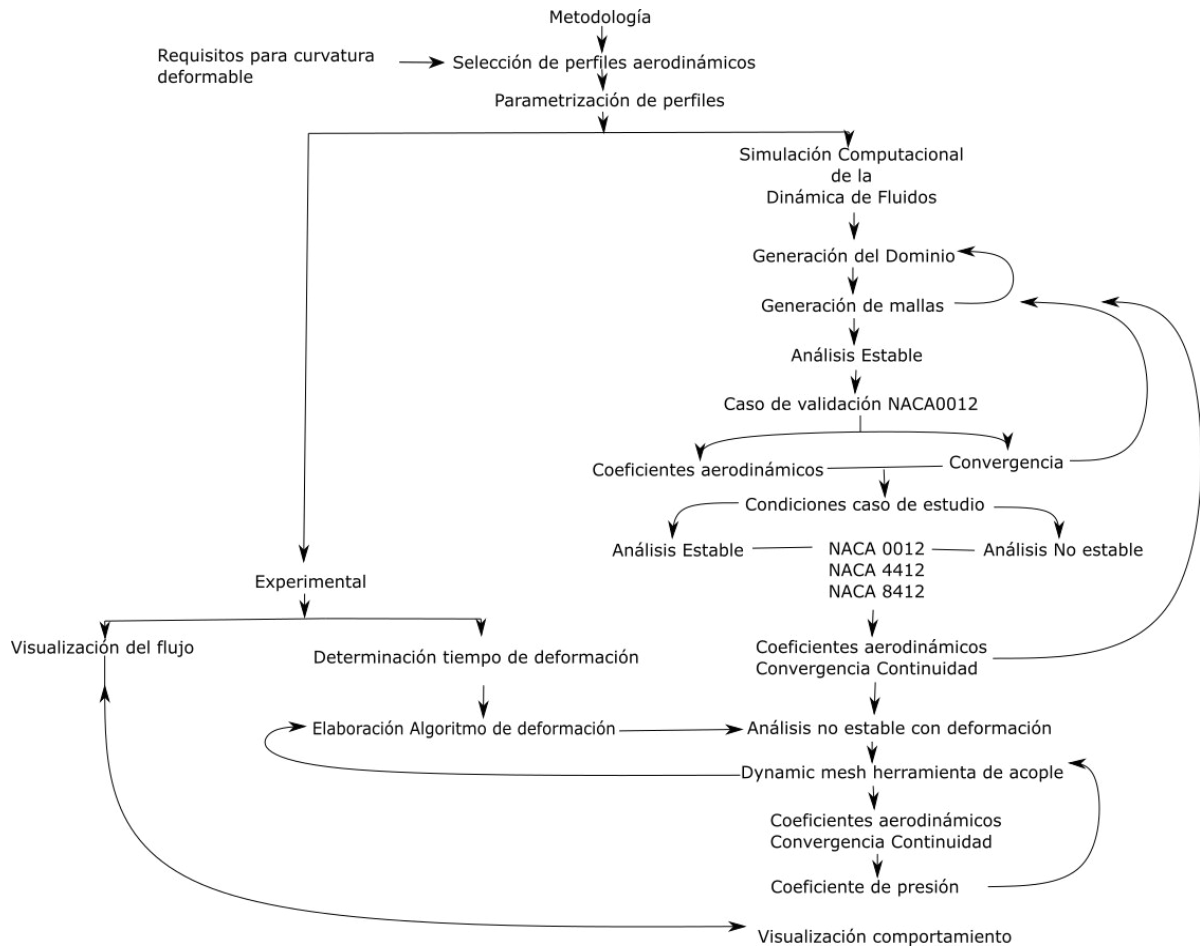 Metodología
Requisitos para curvatura
deformable
Selección de perfiles aerodinámicos
Parametrización de perfiles
Simulación Computacional
de la
Dinámica de Fluidos
Generación del Dominio
Generación de mallas
Análisis Estable
Caso de validación NACA0012
Coeficientes aerodinámicos
Convergencia
Condiciones caso de estudio
Análisis Estable
NACA 0012
NACA 4412
NACA 8412
Análisis No estable
Experimental
Visualización del flujo
Determinación tiempo de deformación
Coeficientes aerodinámicos
Convergencia Continuidad
Elaboración Algoritmo de deformación
Análisis no estable con deformación
Dynamic mesh herramienta de acople
Coeficientes aerodinámicos
Convergencia Continuidad
Coeficiente de presión
Visualización comportamiento